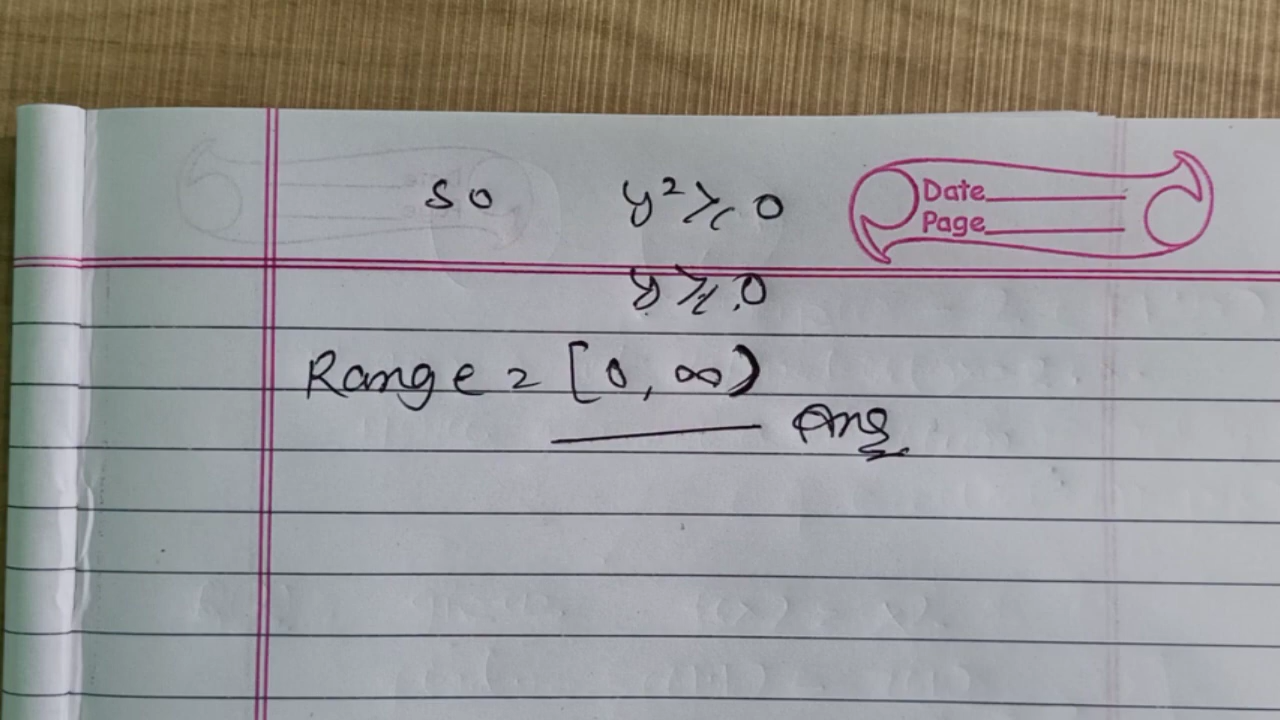 so y² ≥ 0
Date
Page
y ≥ 0
Range = [0, ∞)
Ans